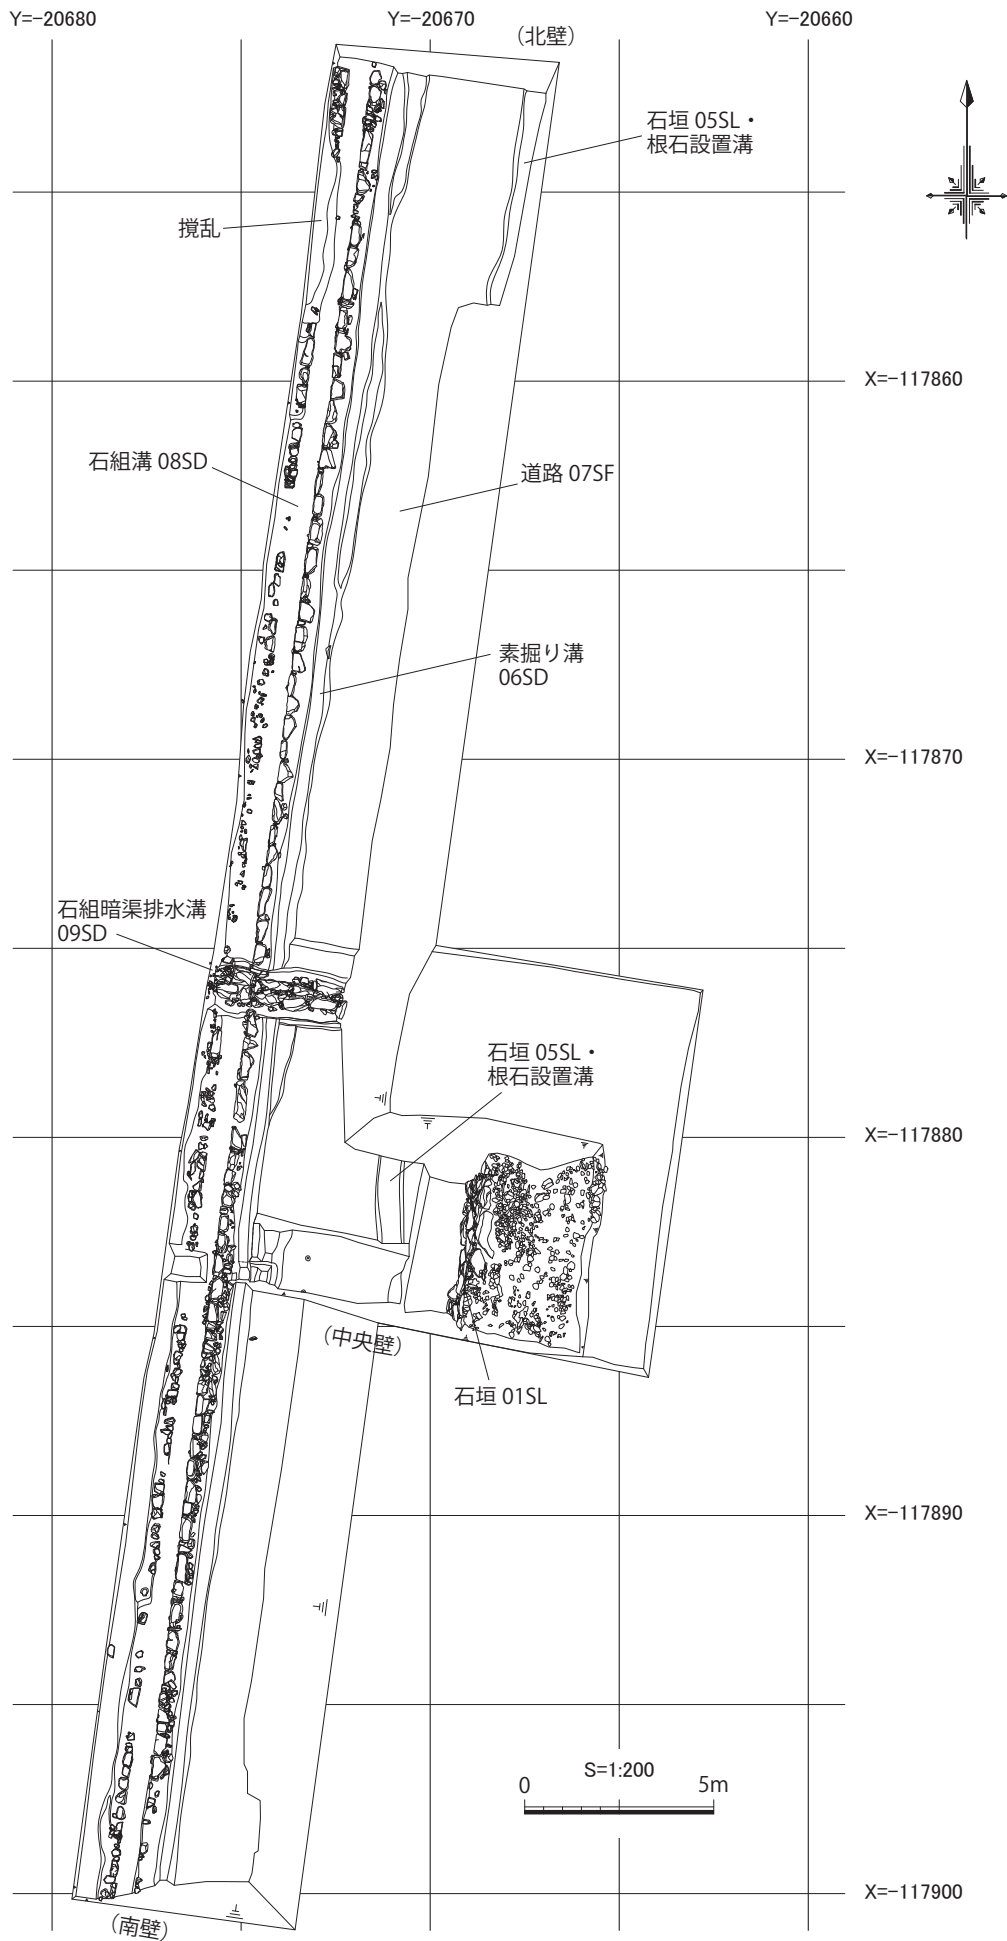 Y=-20680
Y=-20670
Y=-20660
（北壁）
石垣 05SL・
根石設置溝
撹乱
X=-117860
石組溝 08SD
道路 07SF
素掘り溝
06SD
X=-117870
石組暗渠排水溝
09SD
石垣 05SL・
根石設置溝
X=-117880
（中央壁）
石垣 01SL
X=-117890
S=1:200
0
5m
X=-117900
（南壁）